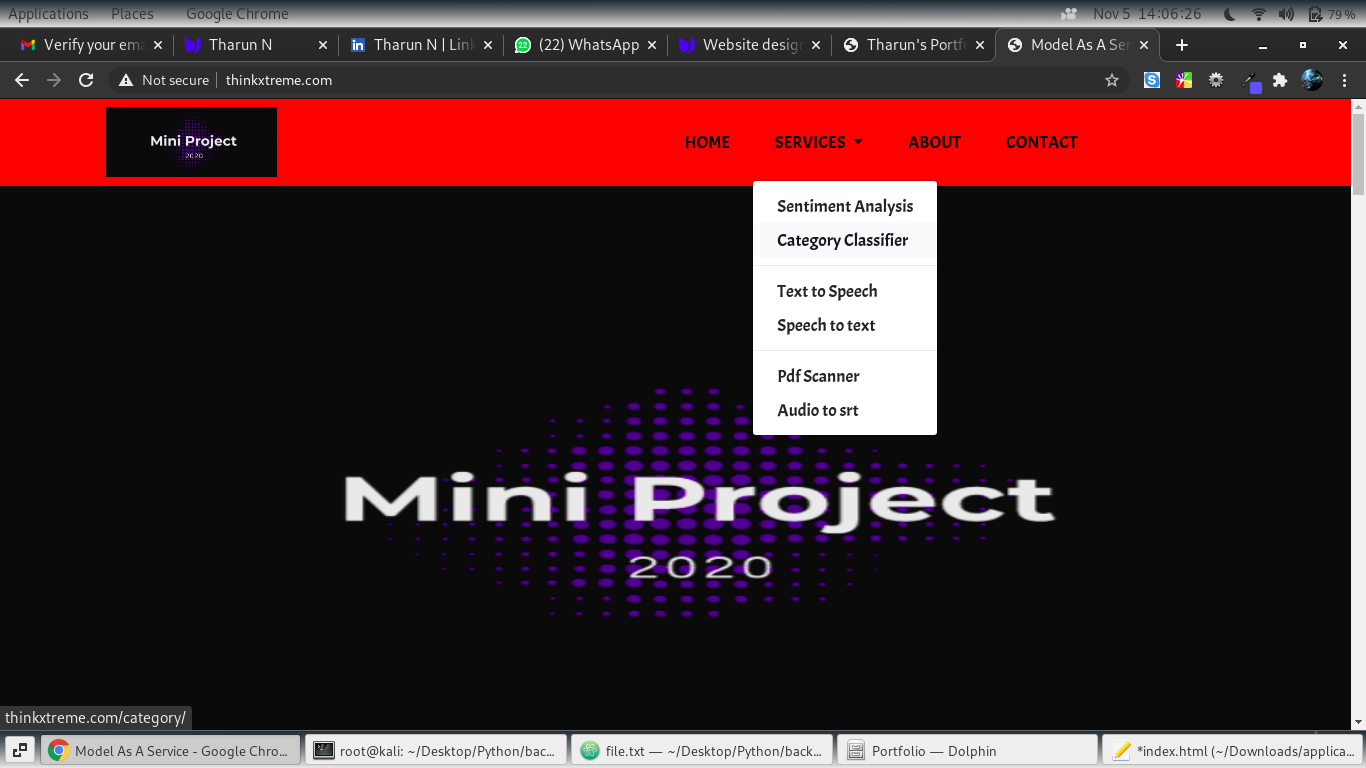 Applications Places Google Chrome Nov 5 14:06:26 79 %
Verify your ema Tharun N Tharun N | Link (22) WhatsApp Website design Tharun's Portfo Model As A Ser
Not secure thinkxtreme.com
Mini Project
2020
HOME SERVICES ABOUT CONTACT
Sentiment Analysis
Category Classifier
Text to Speech
Speech to text
Pdf Scanner
Audio to srt
Mini Project
2020
thinkxtreme.com/category/
Model As A Service - Google Chro... root@kali: ~/Desktop/Python/bac... file.txt — ~/Desktop/Python/back... Portfolio — Dolphin *index.html (~/Downloads/applica...